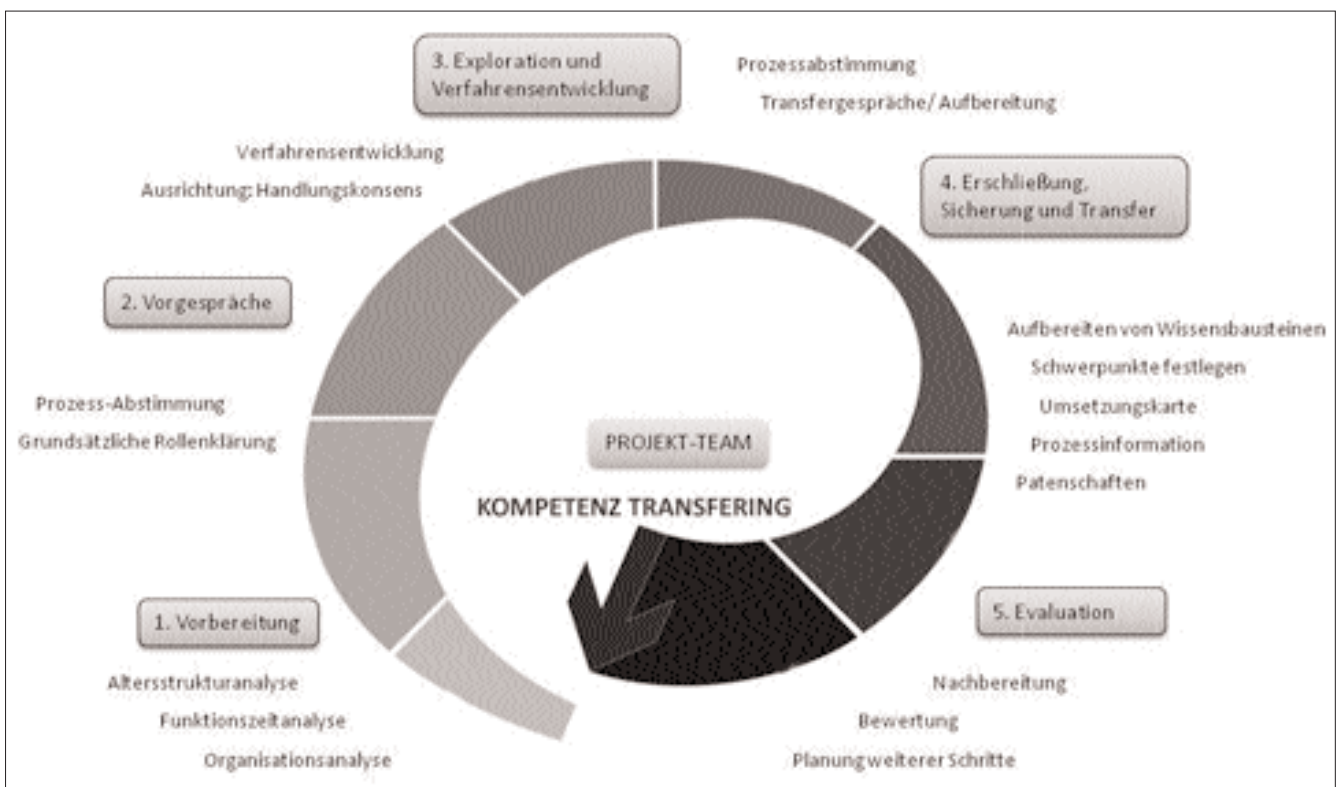 3. Exploration und
Verfahrensentwicklung
Prozessabstimmung
Transfergespräche/ Aufbereitung
Verfahrensentwicklung
Ausrichtung: Handlungskonsens
4. Erschließung,
Sicherung und Transfer
2. Vorgespräche
Aufbereiten von Wissensbausteinen
Schwerpunkte festlegen
Umsetzungskarte
Prozessinformation
Patenschaften
Prozess-Abstimmung
Grundsätzliche Rollenklärung
PROJEKT-TEAM
KOMPETENZ TRANSFERING
1. Vorbereitung
Altersstrukturanalyse
Funktionszeitanalyse
Organisationsanalyse
5. Evaluation
Nachbereitung
Bewertung
Planung weiterer Schritte